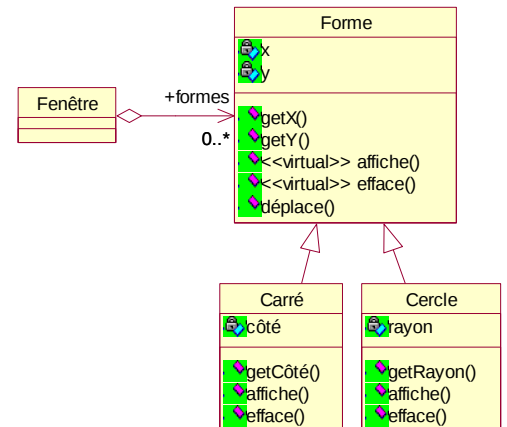 Forme
x
y
Fenêtre
+formes
0..*
getX()
getY()
<<virtual>> affiche()
<<virtual>> efface()
déplace()
Carré
côté
getCôté()
affiche()
efface()
Cercle
rayon
getRayon()
affiche()
efface()